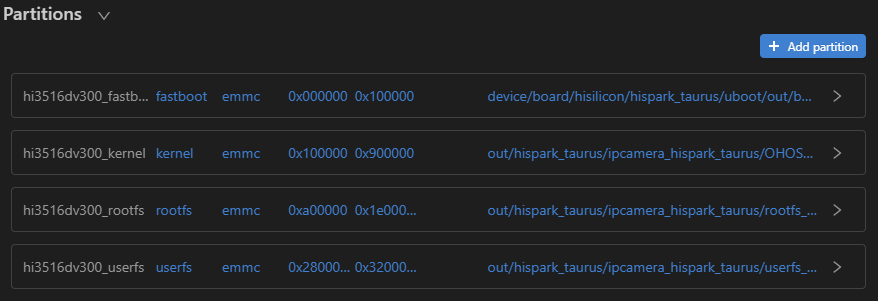 Partitions
+ Add partition
hi3516dv300_fastb... fastboot emmc 0x000000 0x100000 device/board/hisilicon/hispark_taurus/uboot/out/b...
hi3516dv300_kernel kernel emmc 0x100000 0x900000 out/hispark_taurus/ipcamera_hispark_taurus/OHOS...
hi3516dv300_rootfs rootfs emmc 0xa00000 0x1e000... out/hispark_taurus/ipcamera_hispark_taurus/rootfs_...
hi3516dv300_userfs userfs emmc 0x28000... 0x32000... out/hispark_taurus/ipcamera_hispark_taurus/userfs_...